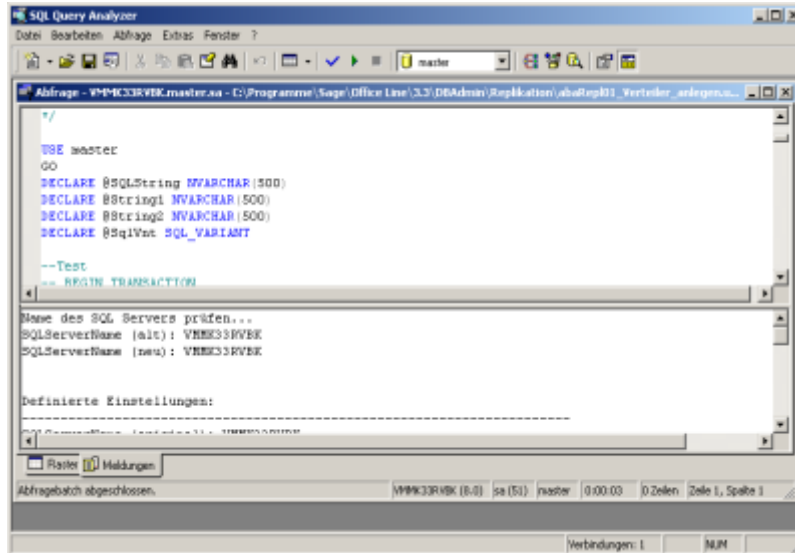 SQL Query Analyzer
Datei Bearbeiten Abfrage Extras Fenster ?
master
Abfrage - VMMK33RVBK.master.sa - C:\Programme\Sage\Office Line\3.3\DBAdmin\Replikation\abaRepl01_Verteiler_anlegen.u...
*/
USE master
GO
DECLARE @SQLString NVARCHAR(500)
DECLARE @String1 NVARCHAR(500)
DECLARE @String2 NVARCHAR(500)
DECLARE @SqlVnt SQL_VARIANT
--Test
-- BEGIN TRANSACTION
Name des SQL Servers prüfen...
SQLServerName (alt): VMMK33RVBK
SQLServerName (neu): VMMK33RVBK
Definierte Einstellungen:
Raster Meldungen
Abfragebatch abgeschlossen. VMMK33RVBK (8.0) sa (51) master 0:00:03 0 Zeilen Zeile 1, Spalte 1
Verbindungen: 1 NUM